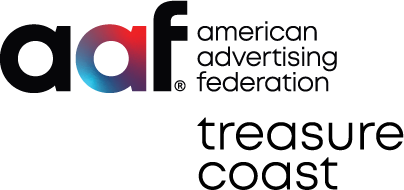 aaf®
american
advertising
federation
treasure
coast